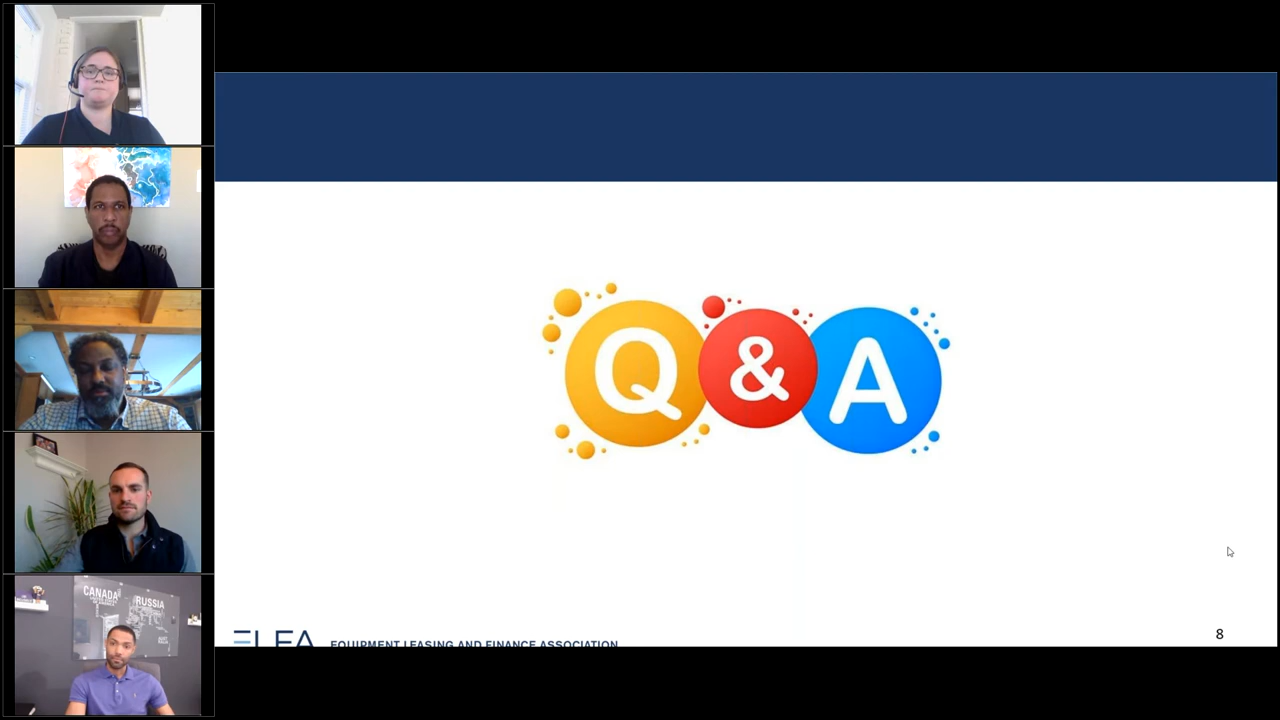 CANADA
RUSSIA
Q & A
ELFA EQUIPMENT LEASING AND FINANCE ASSOCIATION
8